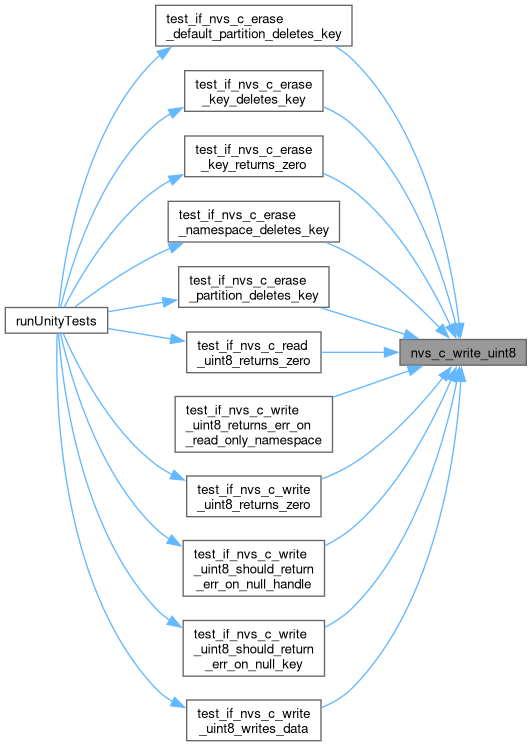 test_if_nvs_c_erase
_default_partition_deletes_key
test_if_nvs_c_erase
_key_deletes_key
test_if_nvs_c_erase
_key_returns_zero
test_if_nvs_c_erase
_namespace_deletes_key
test_if_nvs_c_erase
_partition_deletes_key
runUnityTests
test_if_nvs_c_read
_uint8_returns_zero
nvs_c_write_uint8
test_if_nvs_c_write
_uint8_returns_err_on
_read_only_namespace
test_if_nvs_c_write
_uint8_returns_zero
test_if_nvs_c_write
_uint8_should_return
_err_on_null_handle
test_if_nvs_c_write
_uint8_should_return
_err_on_null_key
test_if_nvs_c_write
_uint8_writes_data